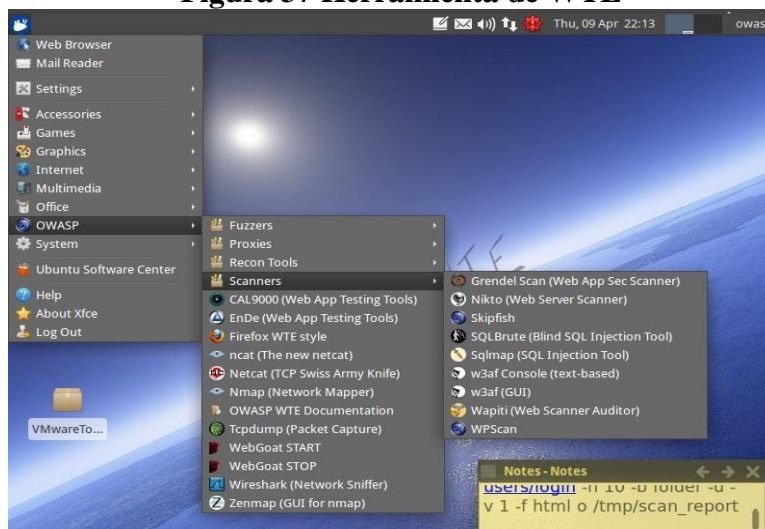 Figura 37 Herramienta de WTE
Thu, 09 Apr 22:13
owas
Web Browser
Mail Reader
Settings
Accessories
Games
Graphics
Internet
Multimedia
Office
OWASP
System
Ubuntu Software Center
Help
About Xfce
Log Out
Fuzzers
Proxies
Recon Tools
Scanners
CAL9000 (Web App Testing Tools)
EnDe (Web App Testing Tools)
Firefox WTE style
ncat (The new netcat)
Netcat (TCP Swiss Army Knife)
Nmap (Network Mapper)
OWASP WTE Documentation
Tcpdump (Packet Capture)
WebGoat START
WebGoat STOP
Wireshark (Network Sniffer)
Zenmap (GUI for nmap)
Grendel Scan (Web App Sec Scanner)
Nikto (Web Server Scanner)
Skipfish
SQLBrute (Blind SQL Injection Tool)
Sqlmap (SQL Injection Tool)
w3af Console (text-based)
w3af (GUI)
Wapiti (Web Scanner Auditor)
WPScan
WTE
VMwareTo...
Notes - Notes
users/login -n 10 -b folder -u -
v 1 -f html o /tmp/scan_report